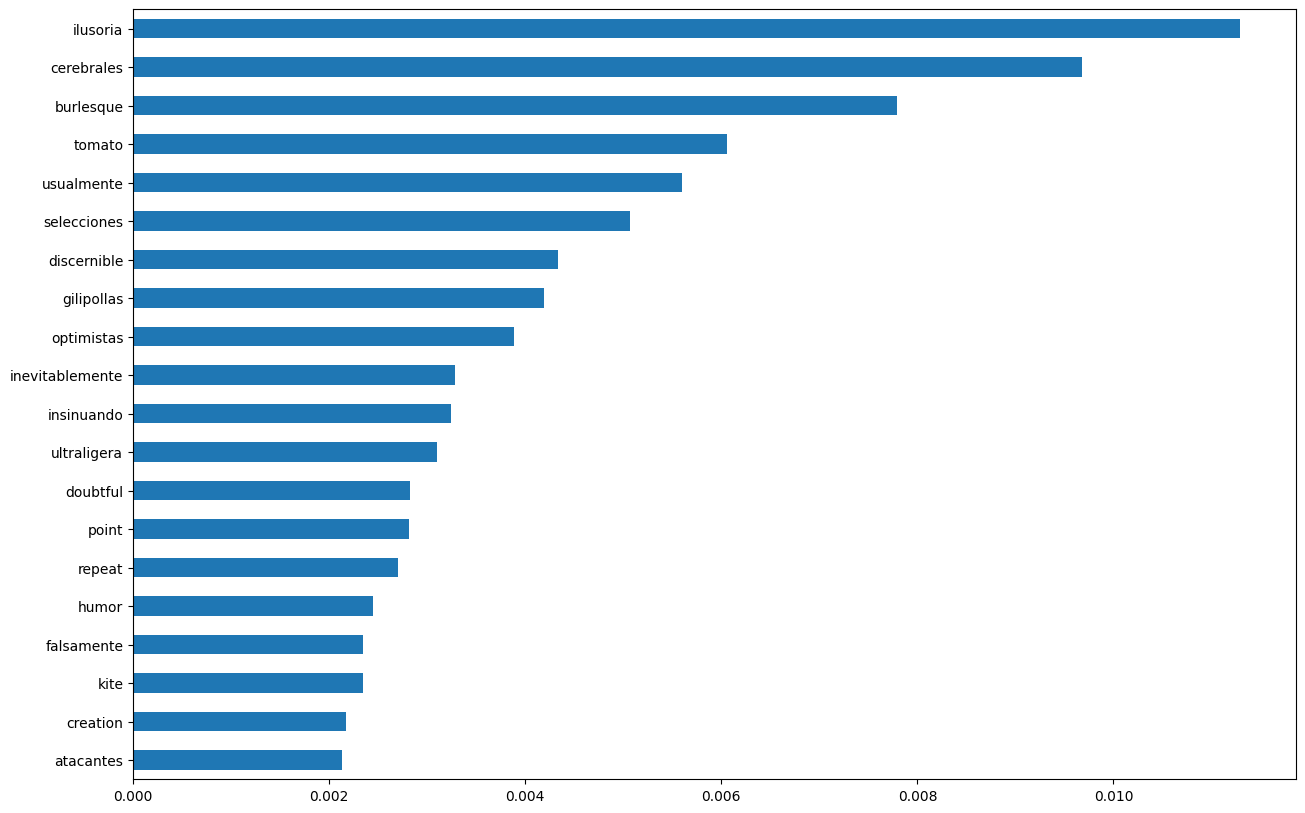 ilusoria
cerebrales
burlesque
tomato
usualmente
selecciones
discernible
gilipollas
optimistas
inevitablemente
insinuando
ultraligera
doubtful
point
repeat
humor
falsamente
kite
creation
atacantes
0.000 0.002 0.004 0.006 0.008 0.010